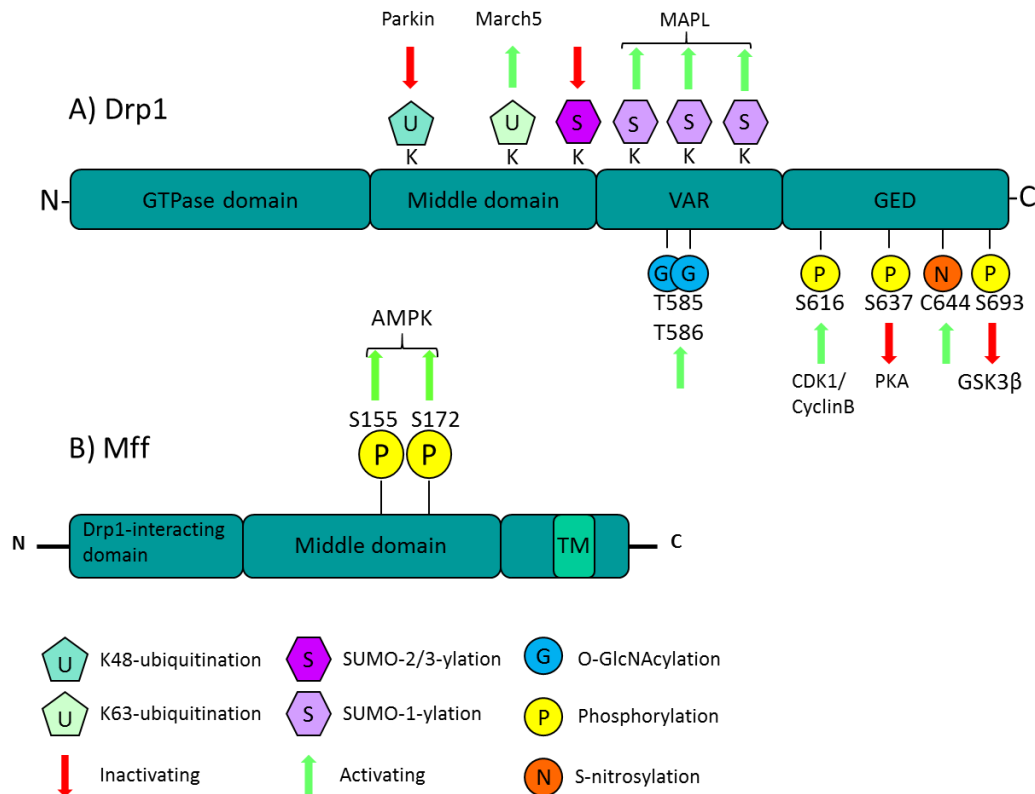 Parkin March5 MAPL
A) Drp1
U U S S S S
K K K K K K
N- GTPase domain Middle domain VAR GED -C
G G P P N P
T585 S616 S637 C644 S693
T586
AMPK
CDK1/ PKA GSK3β
CyclinB
S155 S172
B) Mff
P P
N Drp1-interacting domain Middle domain TM C
U K48-ubiquitination S SUMO-2/3-ylation G O-GlcNAcylation
U K63-ubiquitination S SUMO-1-ylation P Phosphorylation
Inactivating Activating N S-nitrosylation